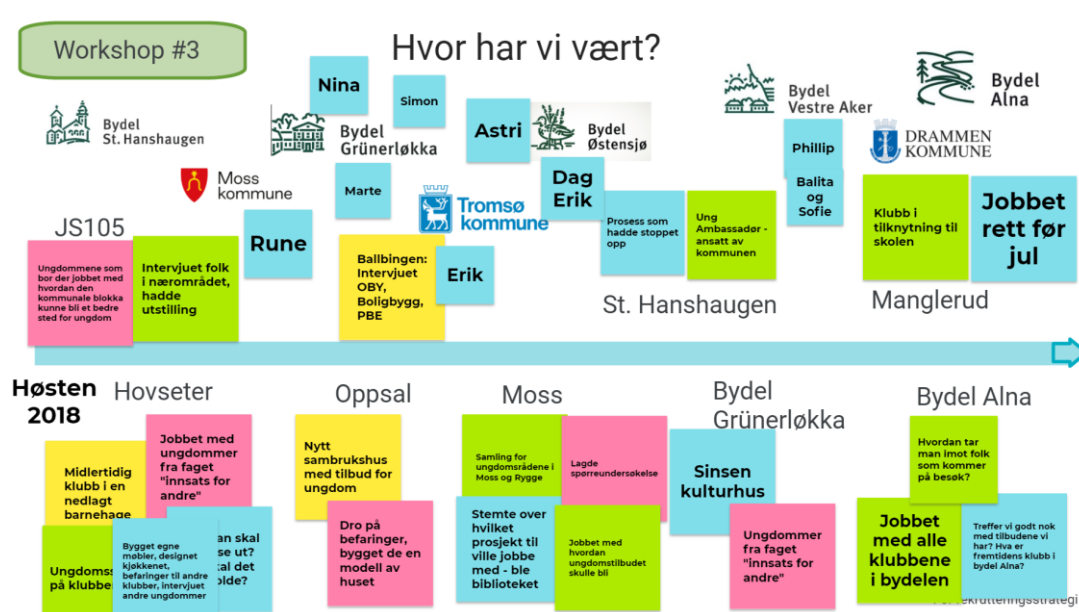 Workshop #3
Hvor har vi vært?
Nina
Simon
Astri
Bydel
St. Hanshaugen
Bydel
Grünerløkka
Bydel
Østensjø
Bydel
Vestre Aker
Bydel
Alna
Moss
kommune
Marte
Tromsø
kommune
Dag
Erik
Phillip
Balita
og
Sofie
DRAMMEN
KOMMUNE
JS105
Ungdommene som
bor der jobbet med
hvordan den
kommunale blokka
kunne bli et bedre
sted for ungdom
Intervjuet folk
i nærområdet,
hadde
utstilling
Rune
Ballbingen:
Intervjuet
OBY,
Boligbygg,
PBE
Erik
Prosess som
hadde stoppet
opp
Ung
Ambassadør -
ansatt av
kommunen
Klubb i
tilknytning til
skolen
Jobbet
rett før
jul
St. Hanshaugen
Manglerud
Høsten
2018
Hovseter
Oppsal
Moss
Bydel
Grünerløkka
Bydel Alna
Midlertidig
klubb i en
nedlagt
barnehage
Jobbet med
ungdommer
fra faget
"innsats for
andre"
på klubbe
Bygget egne
møbler, designet
kjøkkenet,
befaringer til andre
klubber, intervjuet
andre ungdommer
an skal
se ut?
kal det
olde?
Nytt
sambrukshus
med tilbud for
ungdom
Dro på
befaringer,
bygget de en
modell av
huset
Samling for
ungdomsrådene i
Moss og Rygge
Lagde
spørreundersøkelse
Stemte over
hvilket
prosjekt til
ville jobbe
med - ble
biblioteket
Jobbet med
hvordan
ungdomstilbudet
skulle bli
Sinsen
kulturhus
Ungdommer
fra faget
"innsats for
andre"
Hvordan tar
man imot folk
som kommer
på besøk?
Jobbet
med alle
klubbene
i bydelen
Treffer vi godt nok
med tilbudene vi
har? Hva er
fremtidens klubb i
bydel Alna?